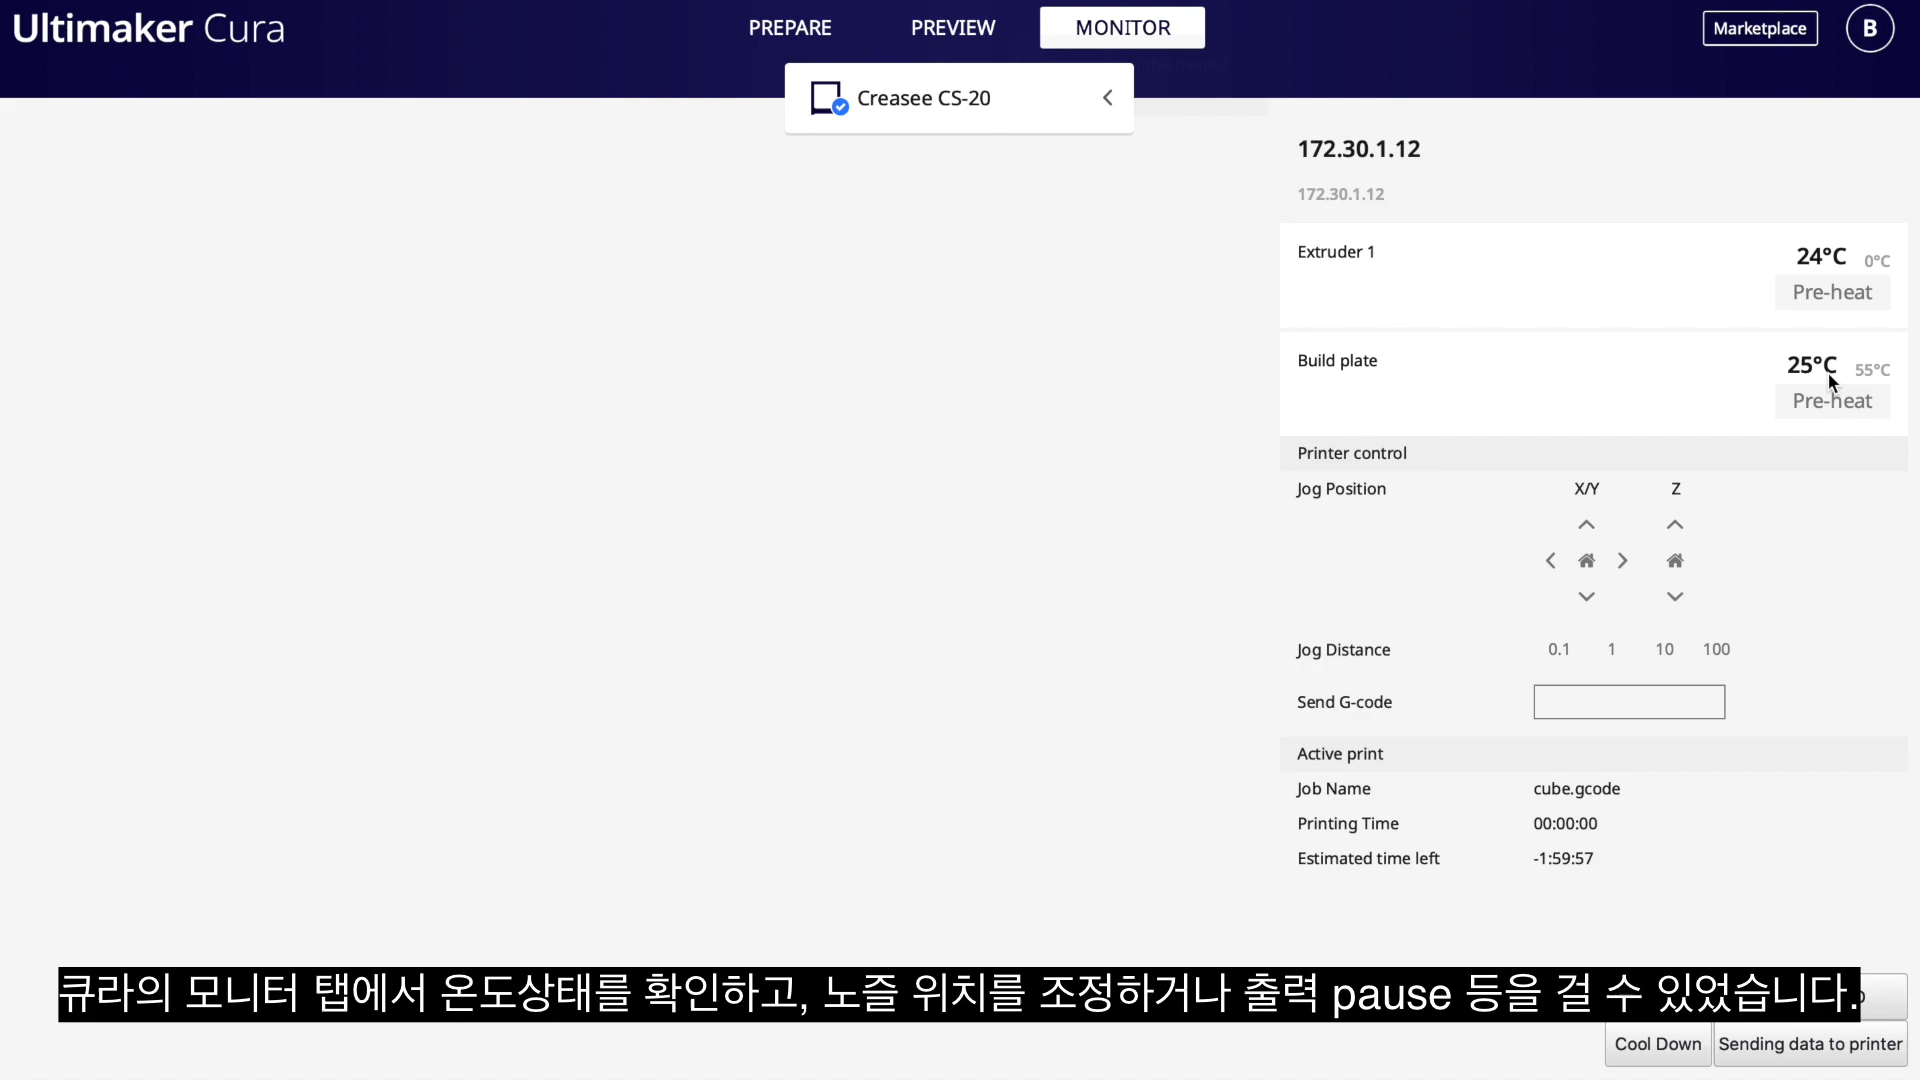 Ultimaker Cura
PREPARE
PREVIEW
MONITOR
Marketplace
B
Creasee CS-20
172.30.1.12
172.30.1.12
Extruder 1
24°C 0°C
Pre-heat
Build plate
25°C 55°C
Pre-heat
Printer control
Jog Position
X/Y
Z
Jog Distance
0.1 1 10 100
Send G-code
Active print
Job Name cube.gcode
Printing Time 00:00:00
Estimated time left -1:59:57
큐라의 모니터 탭에서 온도상태를 확인하고, 노즐 위치를 조정하거나 출력 pause 등을 걸 수 있었습니다.
Cool Down
Sending data to printer